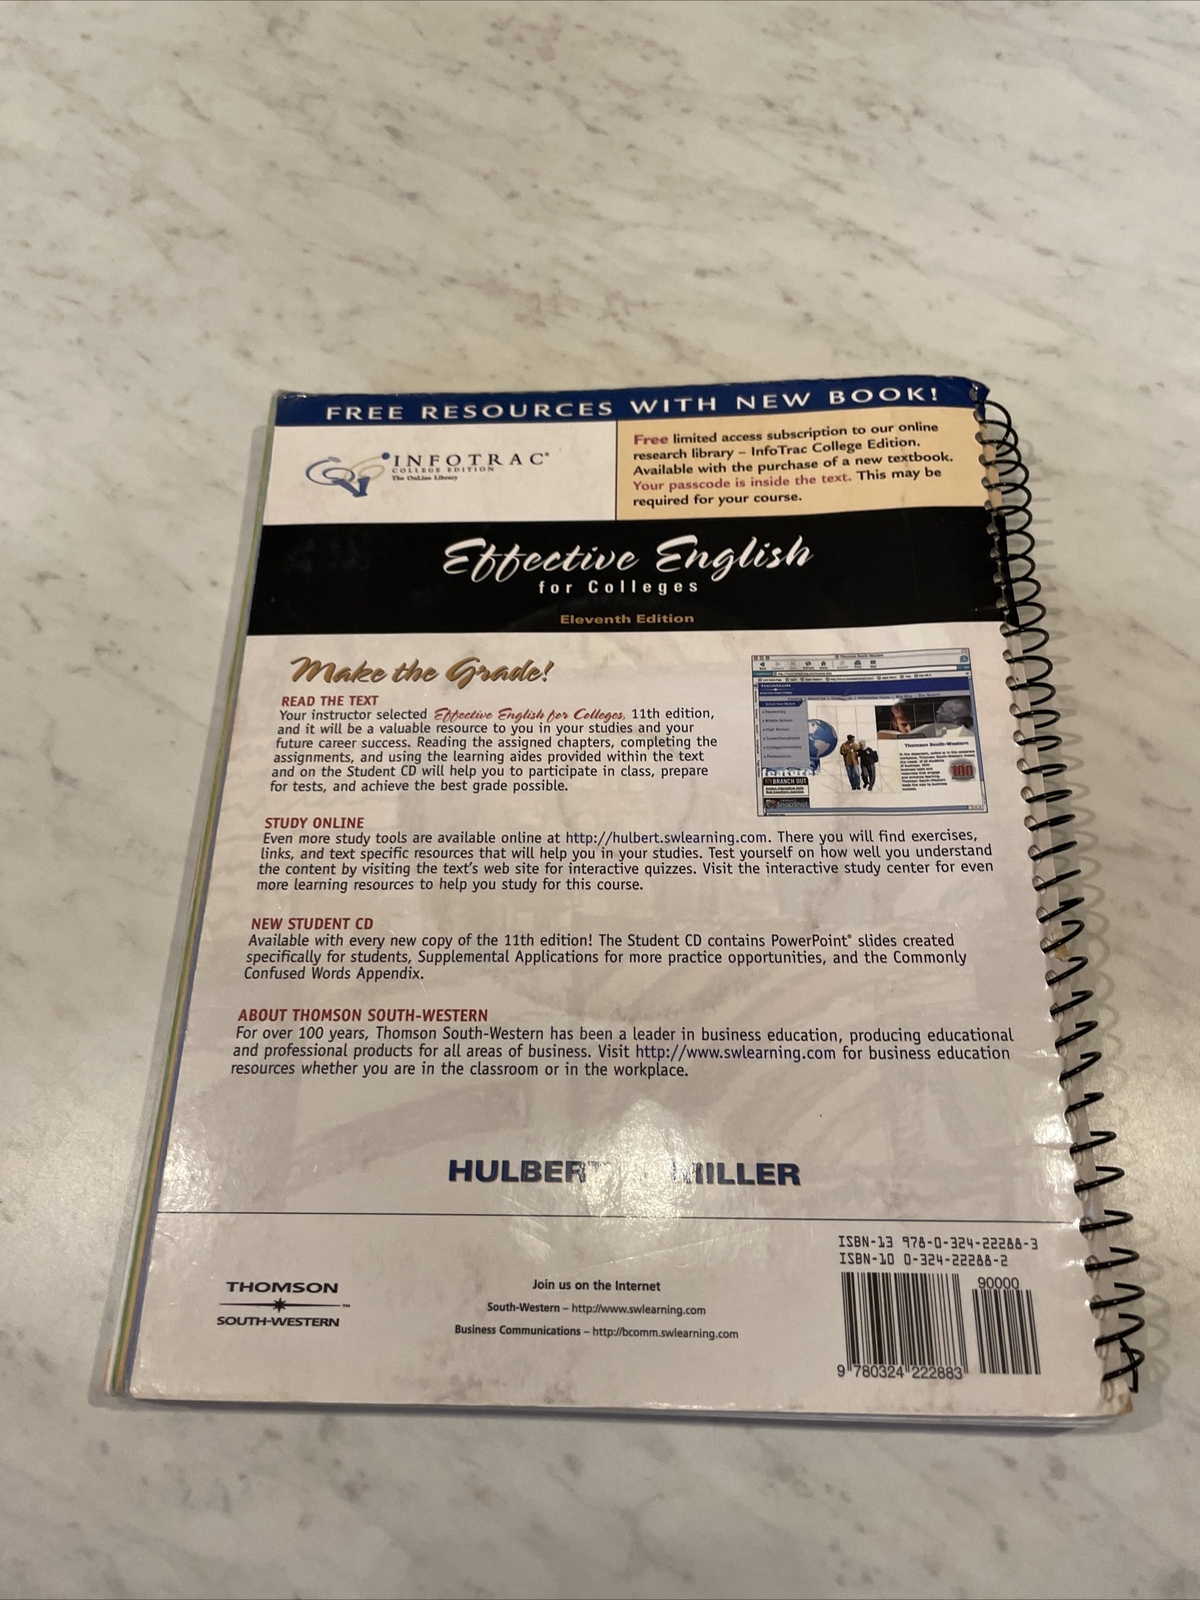 FREE RESOURCES WITH NEW BOOK!
INFOTRAC®
COLLEGE EDITION
The OnLine Library
Free limited access subscription to our online
research library – InfoTrac College Edition.
Available with the purchase of a new textbook.
Your passcode is inside the text. This may be
required for your course.
Effective English
for Colleges
Eleventh Edition
Make the Grade!
READ THE TEXT
Your instructor selected Effective English for Colleges, 11th edition,
and it will be a valuable resource to you in your studies and your
future career success. Reading the assigned chapters, completing the
assignments, and using the learning aides provided within the text
and on the Student CD will help you to participate in class, prepare
for tests, and achieve the best grade possible.
Thomson South-Western
BRANCH OUT
100
STUDY ONLINE
Even more study tools are available online at http://hulbert.swlearning.com. There you will find exercises,
links, and text specific resources that will help you in your studies. Test yourself on how well you understand
the content by visiting the text's web site for interactive quizzes. Visit the interactive study center for even
more learning resources to help you study for this course.
NEW STUDENT CD
Available with every new copy of the 11th edition! The Student CD contains PowerPoint® slides created
specifically for students, Supplemental Applications for more practice opportunities, and the Commonly
Confused Words Appendix.
ABOUT THOMSON SOUTH-WESTERN
For over 100 years, Thomson South-Western has been a leader in business education, producing educational
and professional products for all areas of business. Visit http://www.swlearning.com for business education
resources whether you are in the classroom or in the workplace.
HULBERT MILLER
THOMSON
™
SOUTH-WESTERN
Join us on the Internet
South-Western – http://www.swlearning.com
Business Communications – http://bcomm.swlearning.com
ISBN-13 978-0-324-22288-3
ISBN-10 0-324-22288-2
90000
9 780324 222883